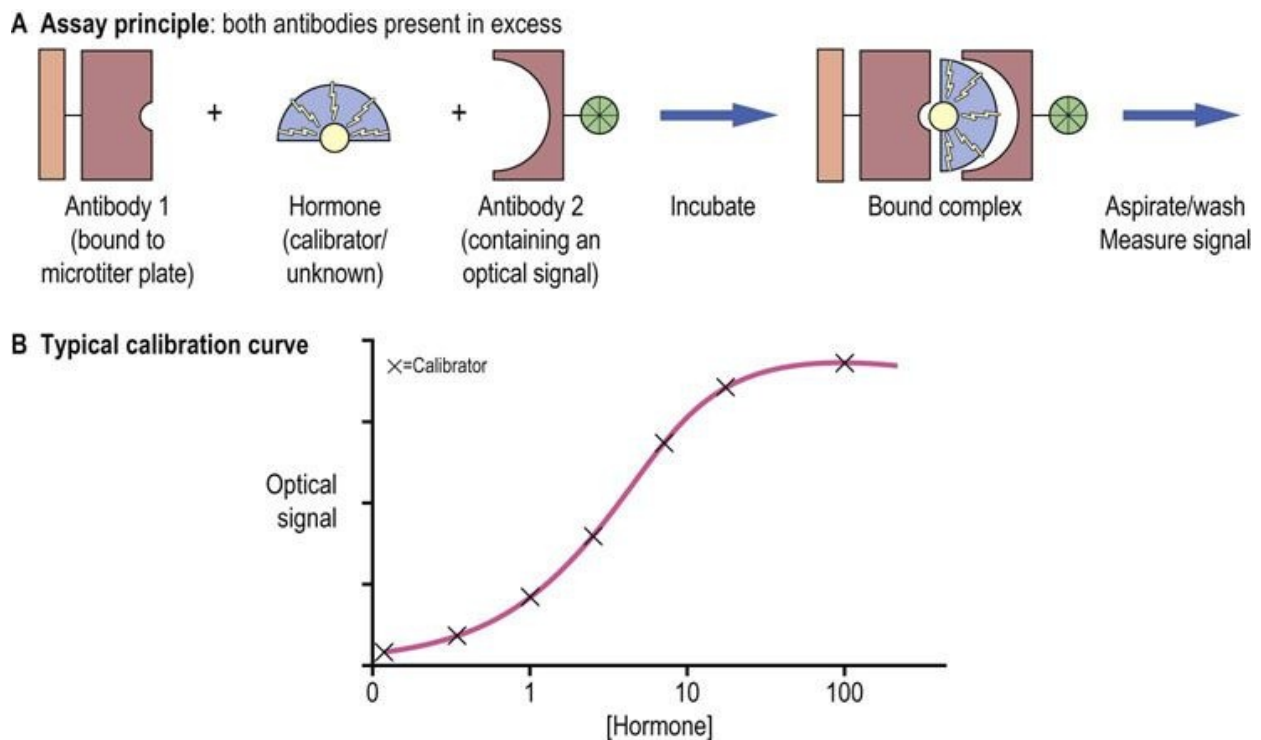 A Assay principle: both antibodies present in excess
+
+
Antibody 1
(bound to
microtiter plate)
Hormone
(calibrator/
unknown)
Antibody 2
(containing an
optical signal)
Incubate
Bound complex
Aspirate/wash
Measure signal
B Typical calibration curve
×=Calibrator
Optical
signal
0 1 10 100
[Hormone]